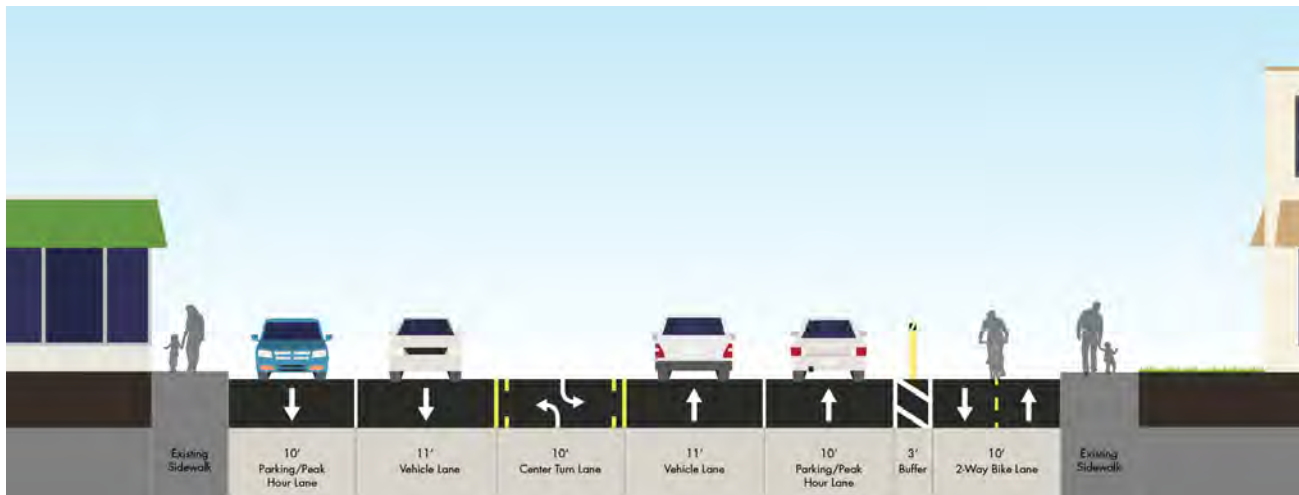 Existing
Sidewalk
10'
Parking/Peak
Hour Lane
11'
Vehicle Lane
10'
Center Turn Lane
11'
Vehicle Lane
10'
Parking/Peak
Hour Lane
3'
Buffer
10'
2-Way Bike Lane
Existing
Sidewalk